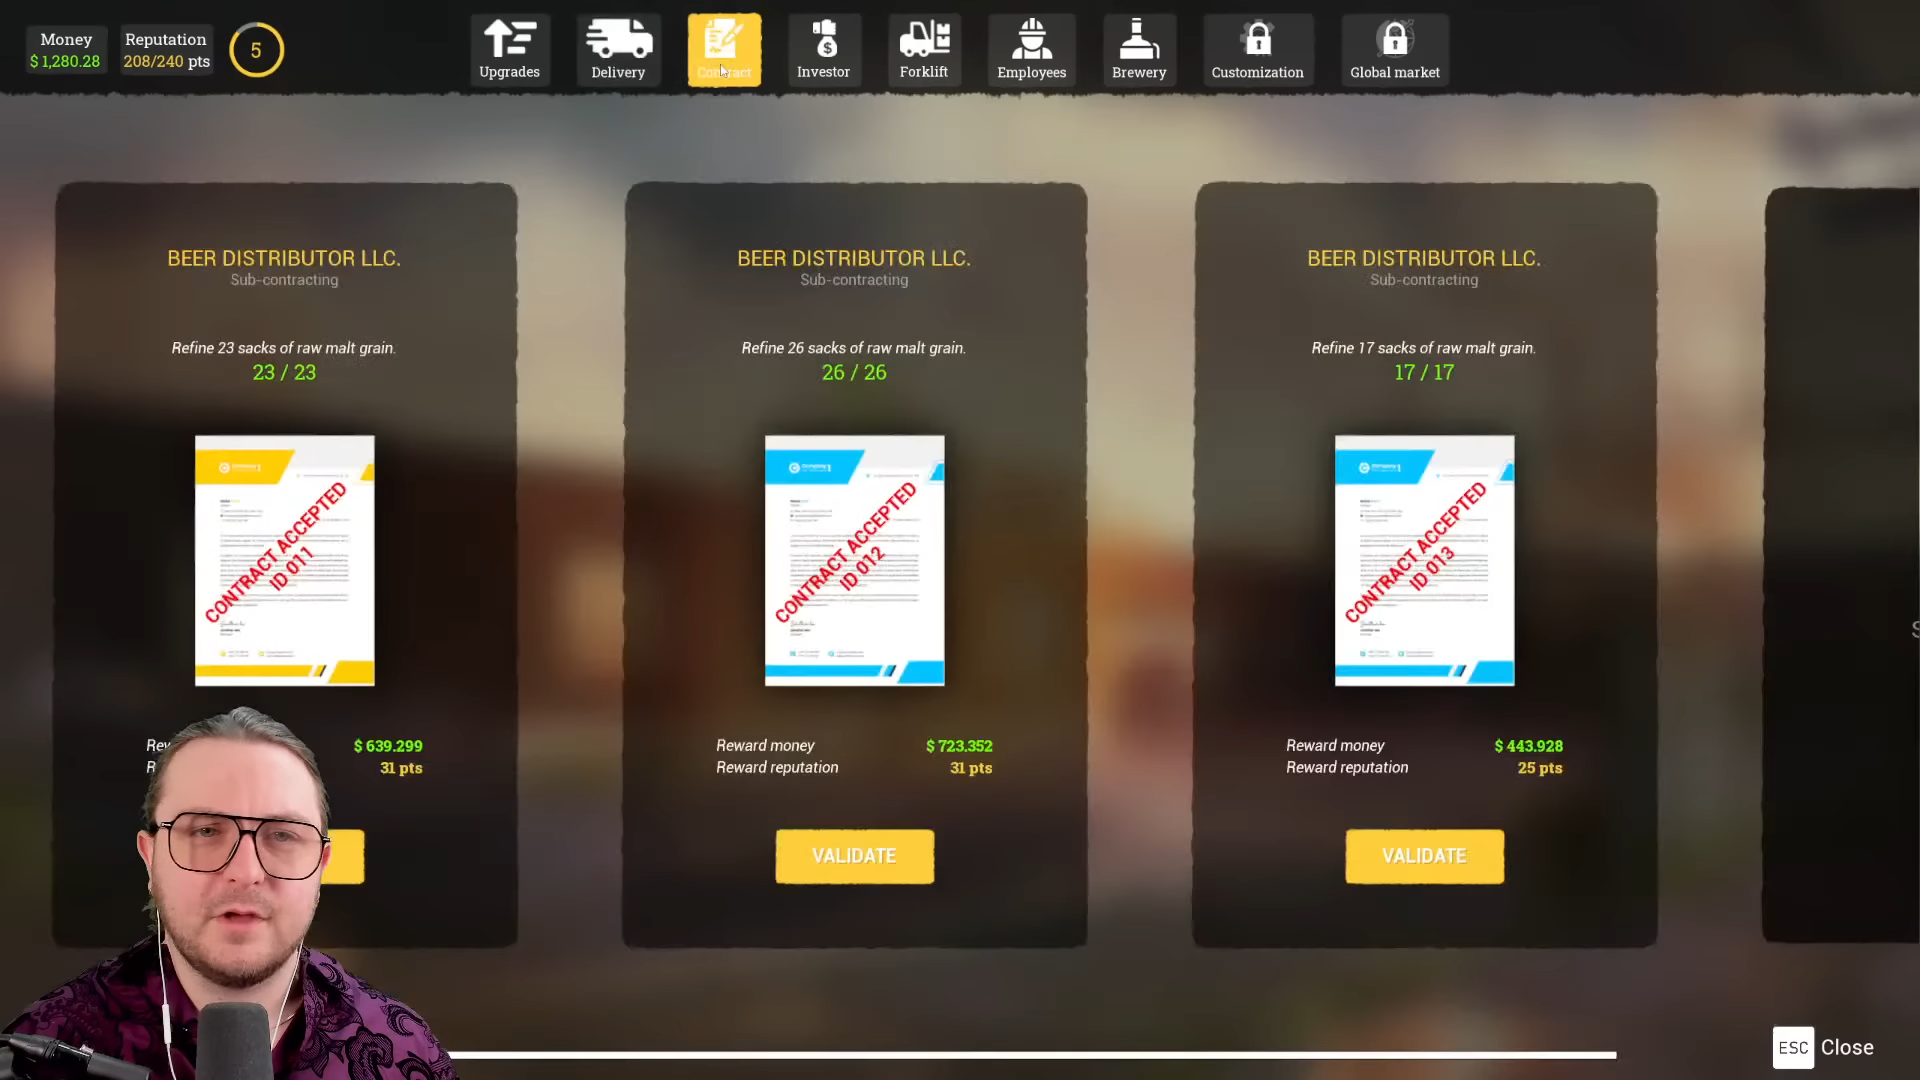 Money
$ 1,280.28
Reputation
208/240 pts
5
Upgrades
Delivery
Contract
Investor
Forklift
Employees
Brewery
Customization
Global market
BEER DISTRIBUTOR LLC.
Sub-contracting
Refine 23 sacks of raw malt grain.
23 / 23
CONTRACT ACCEPTED
ID 011
$ 639.299
31 pts
BEER DISTRIBUTOR LLC.
Sub-contracting
Refine 26 sacks of raw malt grain.
26 / 26
CONTRACT ACCEPTED
ID 012
Reward money $ 723.352
Reward reputation 31 pts
VALIDATE
BEER DISTRIBUTOR LLC.
Sub-contracting
Refine 17 sacks of raw malt grain.
17 / 17
CONTRACT ACCEPTED
ID 013
Reward money $ 443.928
Reward reputation 25 pts
VALIDATE
ESC Close